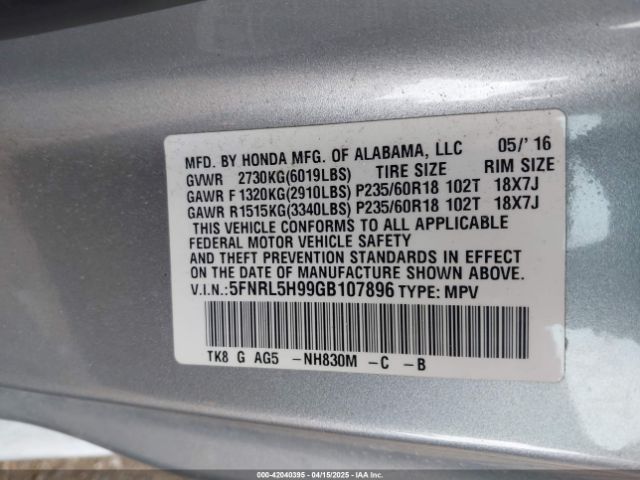 MFD. BY HONDA MFG. OF ALABAMA, LLC 05/'16
GVWR 2730KG(6019LBS) TIRE SIZE RIM SIZE
GAWR F 1320KG(2910LBS) P235/60R18 102T 18X7J
GAWR R1515KG(3340LBS) P235/60R18 102T 18X7J
THIS VEHICLE CONFORMS TO ALL APPLICABLE
FEDERAL MOTOR VEHICLE SAFETY
AND THEFT PREVENTION STANDARDS IN EFFECT
ON THE DATE OF MANUFACTURE SHOWN ABOVE.
V.I.N.: 5FNRL5H99GB107896 TYPE: MPV
TK8 G AG5 -NH830M -C -B
000-42040395 - 04/15/2025 - IAA Inc.